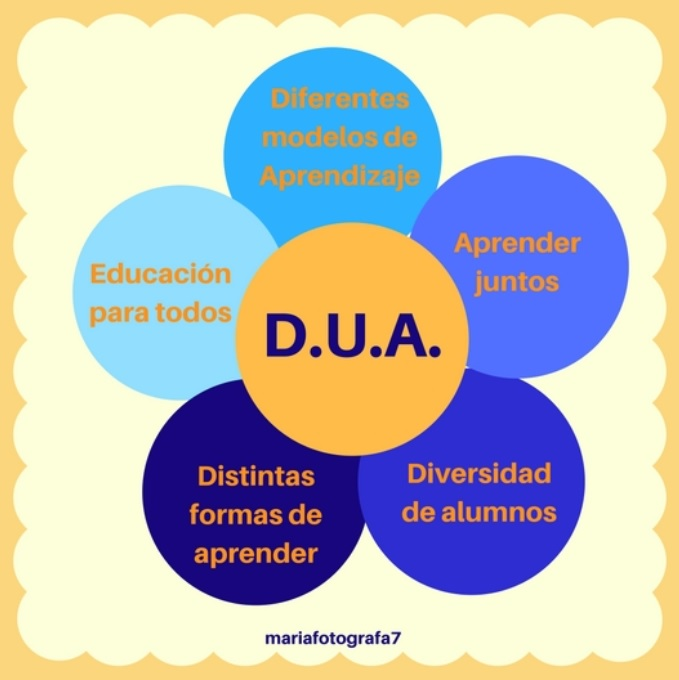 Diferentes
modelos de
Aprendizaje
Aprender
juntos
Educación
para todos
D.U.A.
Distintas
formas de
aprender
Diversidad
de alumnos
mariafotografa7